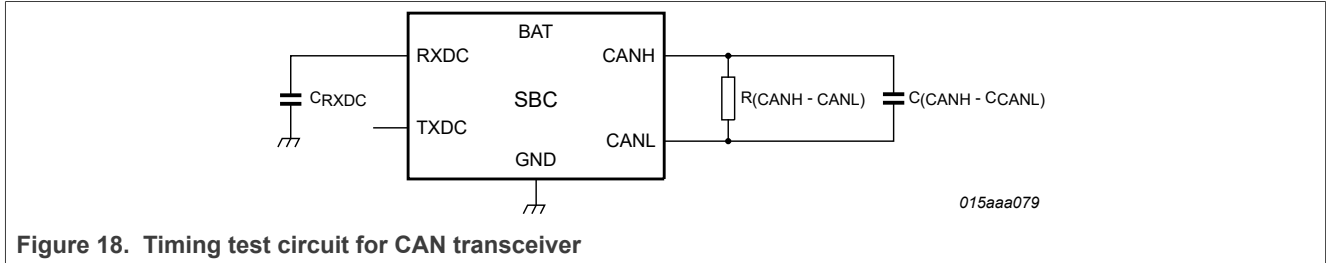 BAT
RXDC
CANH
CRXDC
SBC
R(CANH - CANL)
C(CANH - CCANL)
TXDC
CANL
GND
015aaa079
Figure 18. Timing test circuit for CAN transceiver